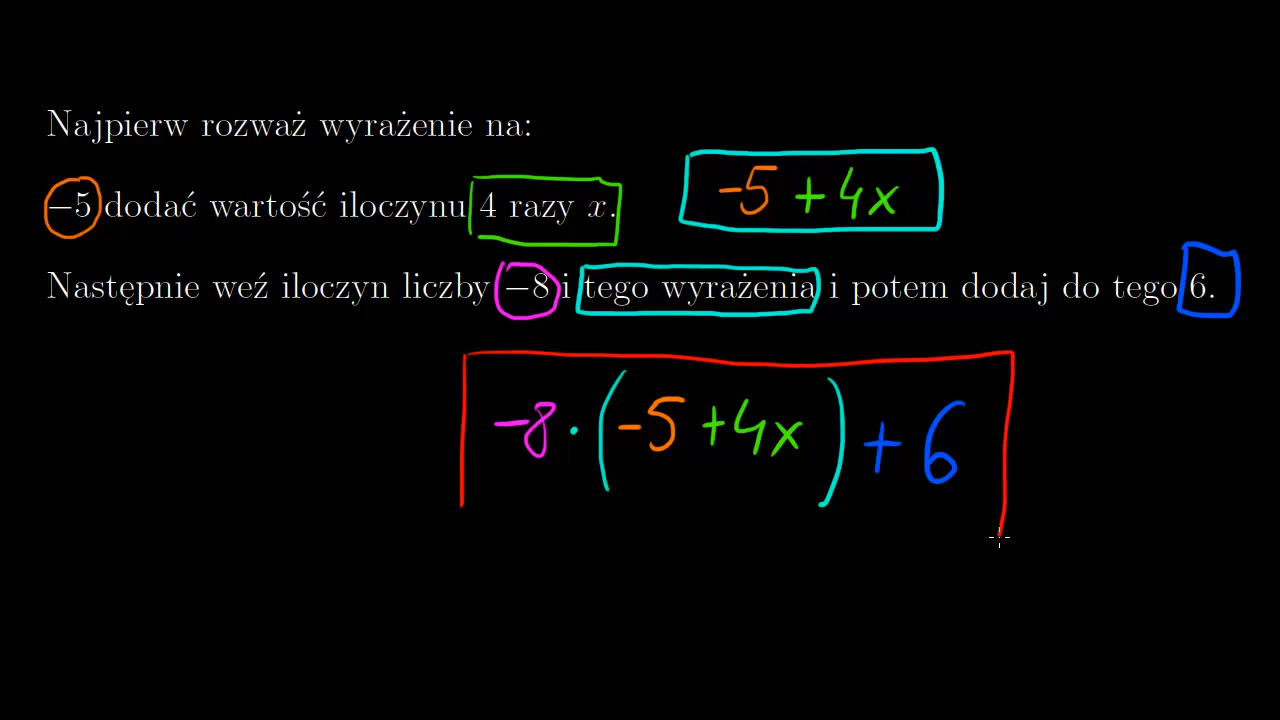 Najpierw rozważ wyrażenie na:
−5 dodać wartość iloczynu 4 razy x.
-5 + 4x
Następnie weź iloczyn liczby −8 i tego wyrażenia i potem dodaj do tego 6.
-8 · (-5 + 4x) + 6